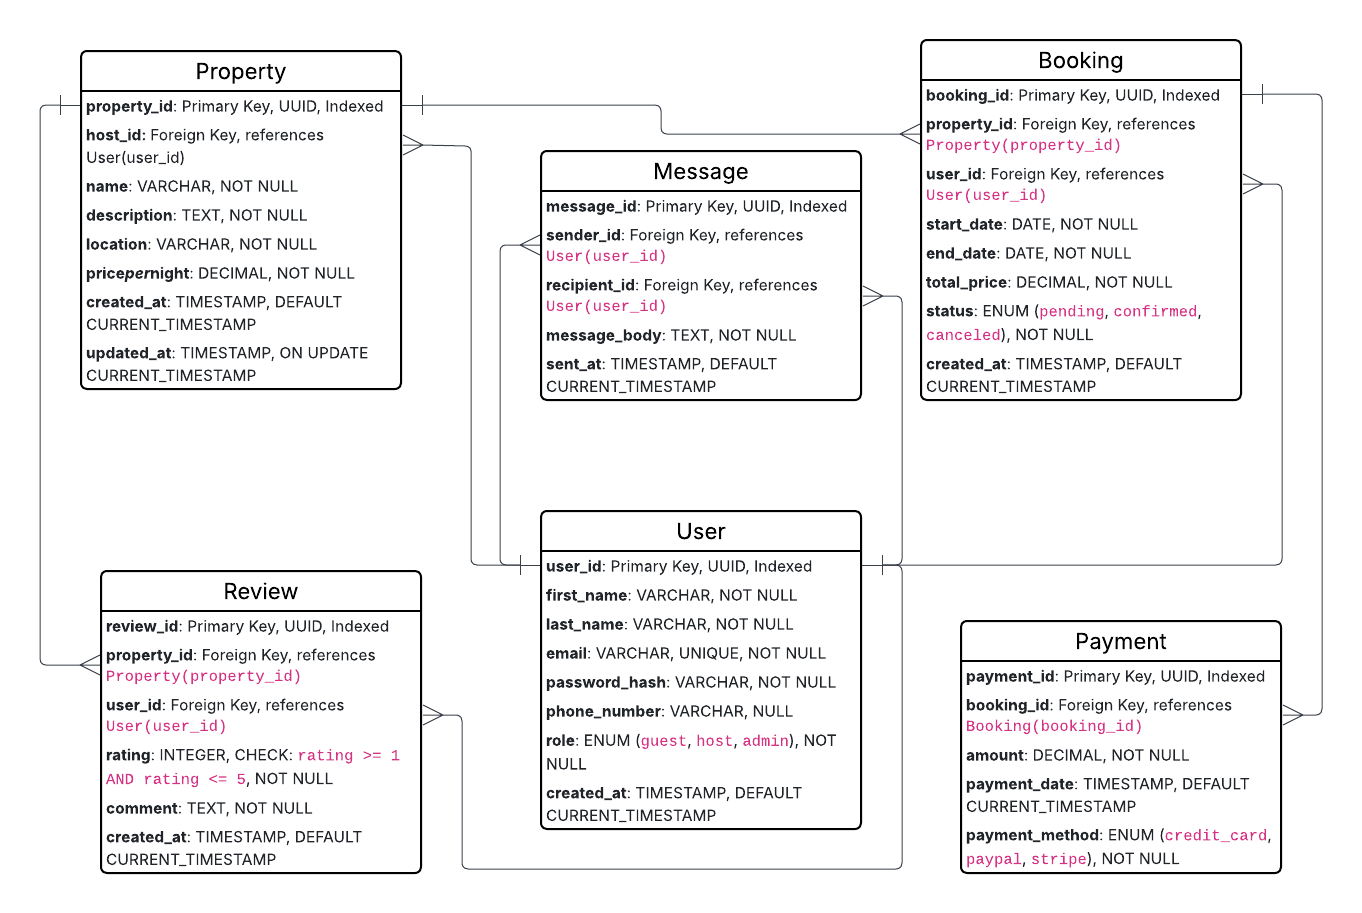 Property
property_id: Primary Key, UUID, Indexed
host_id: Foreign Key, references
User(user_id)
name: VARCHAR, NOT NULL
description: TEXT, NOT NULL
location: VARCHAR, NOT NULL
pricepernight: DECIMAL, NOT NULL
created_at: TIMESTAMP, DEFAULT
CURRENT_TIMESTAMP
updated_at: TIMESTAMP, ON UPDATE
CURRENT_TIMESTAMP
Message
message_id: Primary Key, UUID, Indexed
sender_id: Foreign Key, references
User(user_id)
recipient_id: Foreign Key, references
User(user_id)
message_body: TEXT, NOT NULL
sent_at: TIMESTAMP, DEFAULT
CURRENT_TIMESTAMP
Booking
booking_id: Primary Key, UUID, Indexed
property_id: Foreign Key, references
Property(property_id)
user_id: Foreign Key, references
User(user_id)
start_date: DATE, NOT NULL
end_date: DATE, NOT NULL
total_price: DECIMAL, NOT NULL
status: ENUM (pending, confirmed,
canceled), NOT NULL
created_at: TIMESTAMP, DEFAULT
CURRENT_TIMESTAMP
Review
review_id: Primary Key, UUID, Indexed
property_id: Foreign Key, references
Property(property_id)
user_id: Foreign Key, references
User(user_id)
rating: INTEGER, CHECK: rating >= 1
AND rating <= 5, NOT NULL
comment: TEXT, NOT NULL
created_at: TIMESTAMP, DEFAULT
CURRENT_TIMESTAMP
User
user_id: Primary Key, UUID, Indexed
first_name: VARCHAR, NOT NULL
last_name: VARCHAR, NOT NULL
email: VARCHAR, UNIQUE, NOT NULL
password_hash: VARCHAR, NOT NULL
phone_number: VARCHAR, NULL
role: ENUM (guest, host, admin), NOT
NULL
created_at: TIMESTAMP, DEFAULT
CURRENT_TIMESTAMP
Payment
payment_id: Primary Key, UUID, Indexed
booking_id: Foreign Key, references
Booking(booking_id)
amount: DECIMAL, NOT NULL
payment_date: TIMESTAMP, DEFAULT
CURRENT_TIMESTAMP
payment_method: ENUM (credit_card,
paypal, stripe), NOT NULL